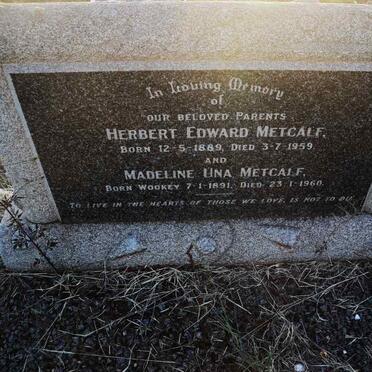 In Loving Memory
of
OUR BELOVED PARENTS
HERBERT EDWARD METCALF,
BORN 12-5-1889, DIED 3-7-1959.
AND
MADELINE UNA METCALF,
BORN WOOKEY 7-1-1891, DIED 23-1-1960.
TO LIVE IN THE HEARTS OF THOSE WE LOVE, IS NOT TO DIE